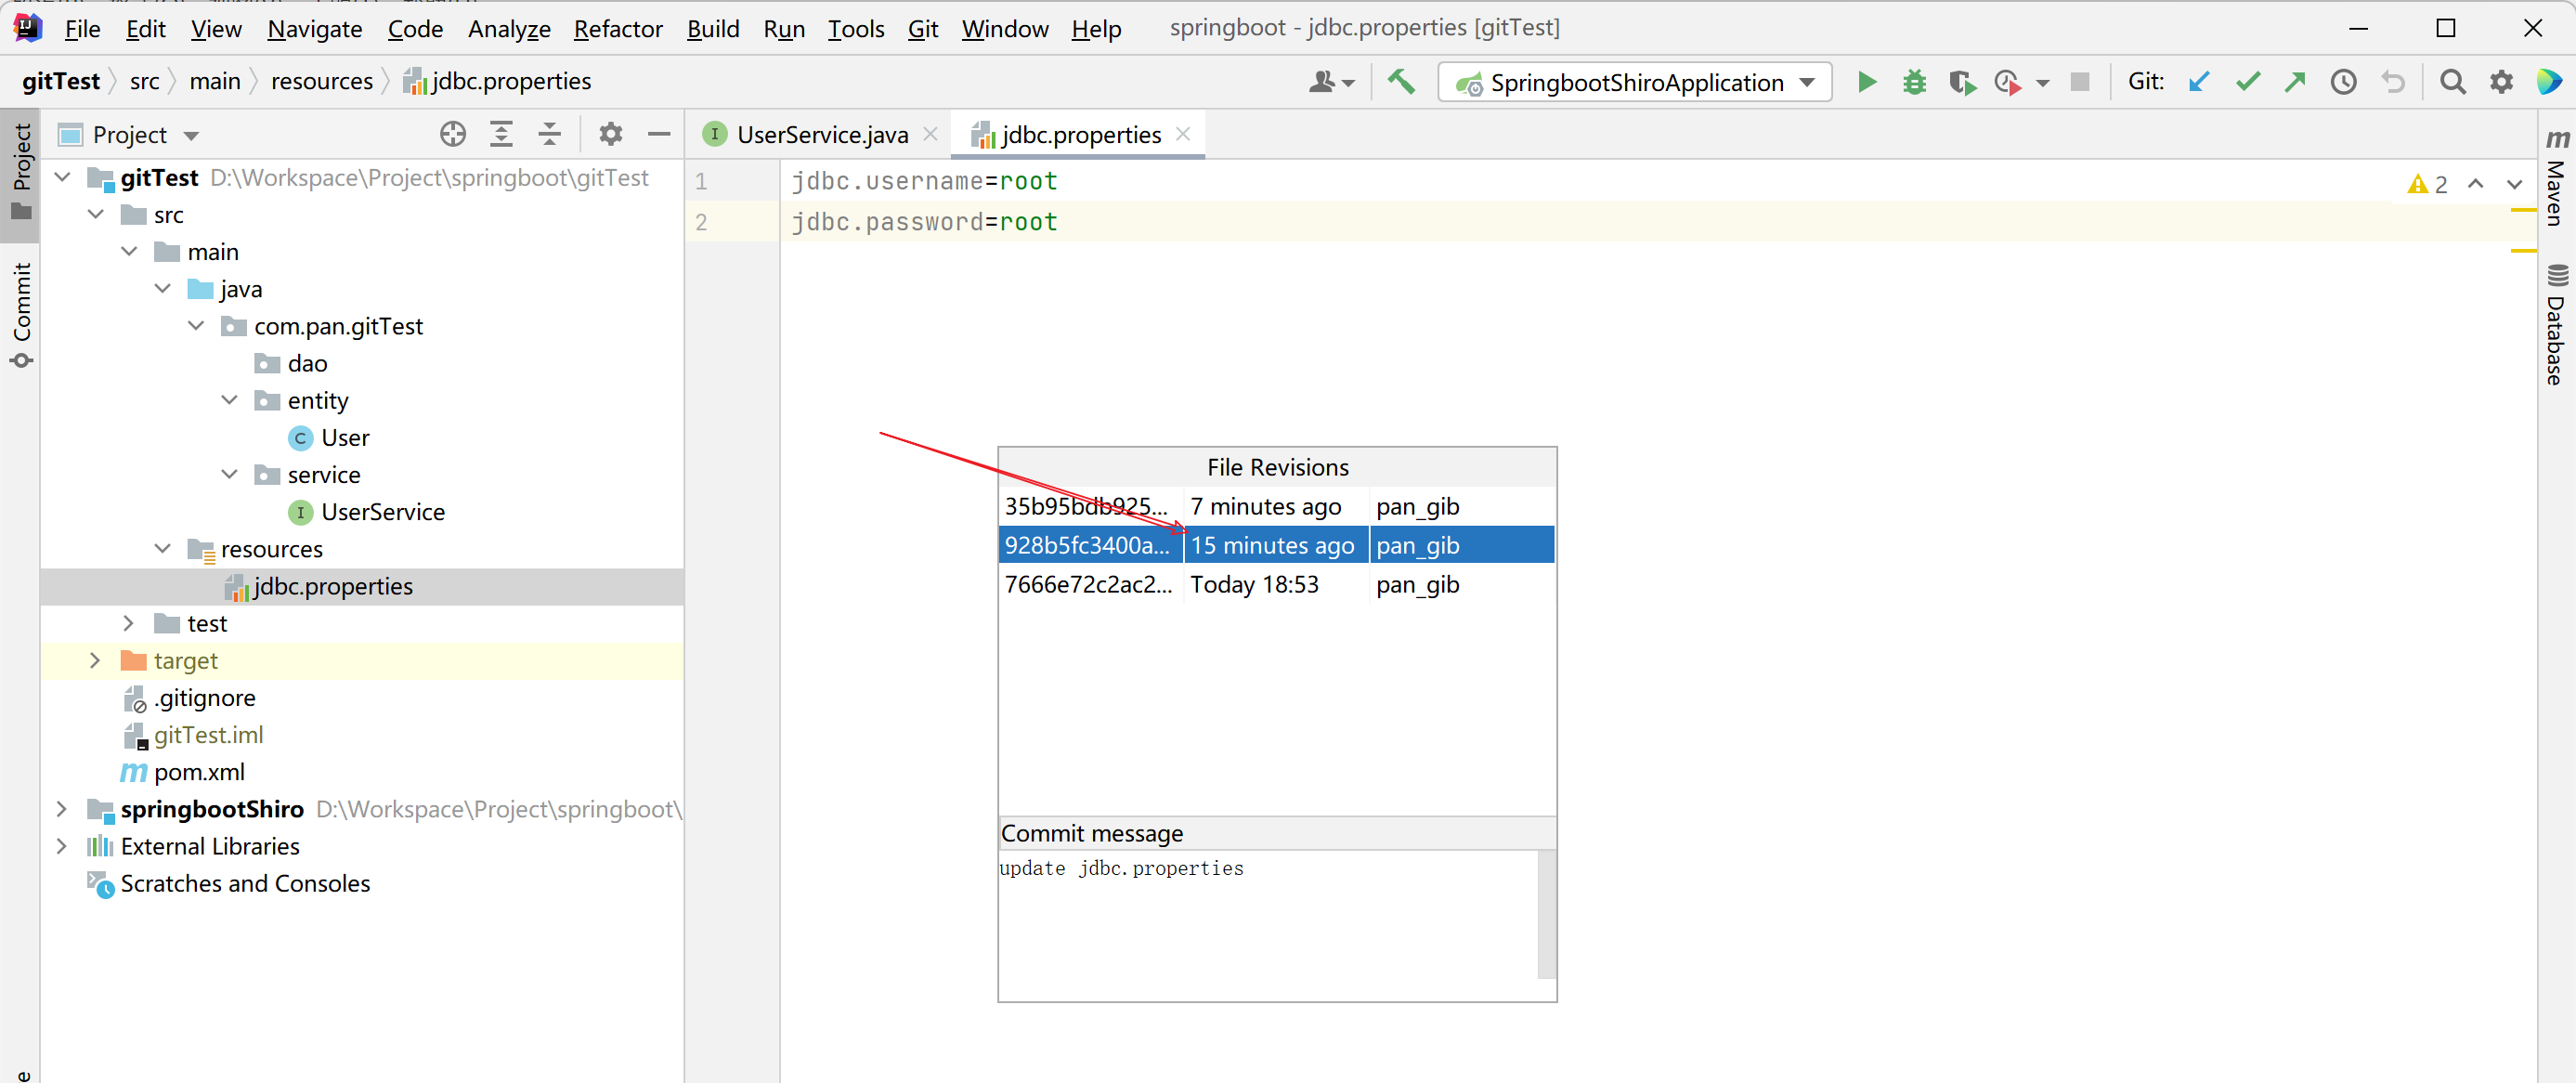 File Edit View Navigate Code Analyze Refactor Build Run Tools Git Window Help springboot - jdbc.properties [gitTest]
gitTest src main resources jdbc.properties SpringbootShiroApplication Git:
Project
UserService.java jdbc.properties
Project
Commit
gitTest D:\Workspace\Project\springboot\gitTest
src
main
java
com.pan.gitTest
dao
entity
User
service
UserService
resources
jdbc.properties
test
target
.gitignore
gitTest.iml
pom.xml
springbootShiro D:\Workspace\Project\springboot\
External Libraries
Scratches and Consoles
1 jdbc.username=root
2 jdbc.password=root
2
File Revisions
35b95bdb925... 7 minutes ago pan_gib
928b5fc3400a... 15 minutes ago pan_gib
7666e72c2ac2... Today 18:53 pan_gib
Commit message
update jdbc.properties
Maven
Database